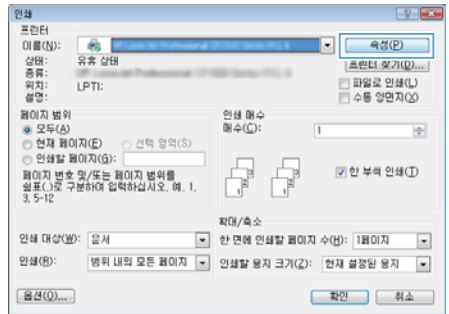 인쇄
프린터
이름(N):
속성(P)
상태: 유휴 상태
프린터 찾기(D)...
종류:
위치: LPT1:
파일로 인쇄(L)
설명:
수동 양면지(X)
페이지 범위
모두(A)
현재 페이지(E) 선택 영역(S)
인쇄할 페이지(G):
페이지 번호 및/또는 페이지 범위를
쉼표(,)로 구분하여 입력하십시오. 예, 1,
3, 5-12
인쇄 매수
매수(C): 1
한 부씩 인쇄(T)
인쇄 대상(W): 문서
인쇄(R): 범위 내의 모든 페이지
확대/축소
한 면에 인쇄할 페이지 수(H): 1페이지
인쇄할 용지 크기(Z): 현재 설정된 용지
옵션(O)...
확인
취소